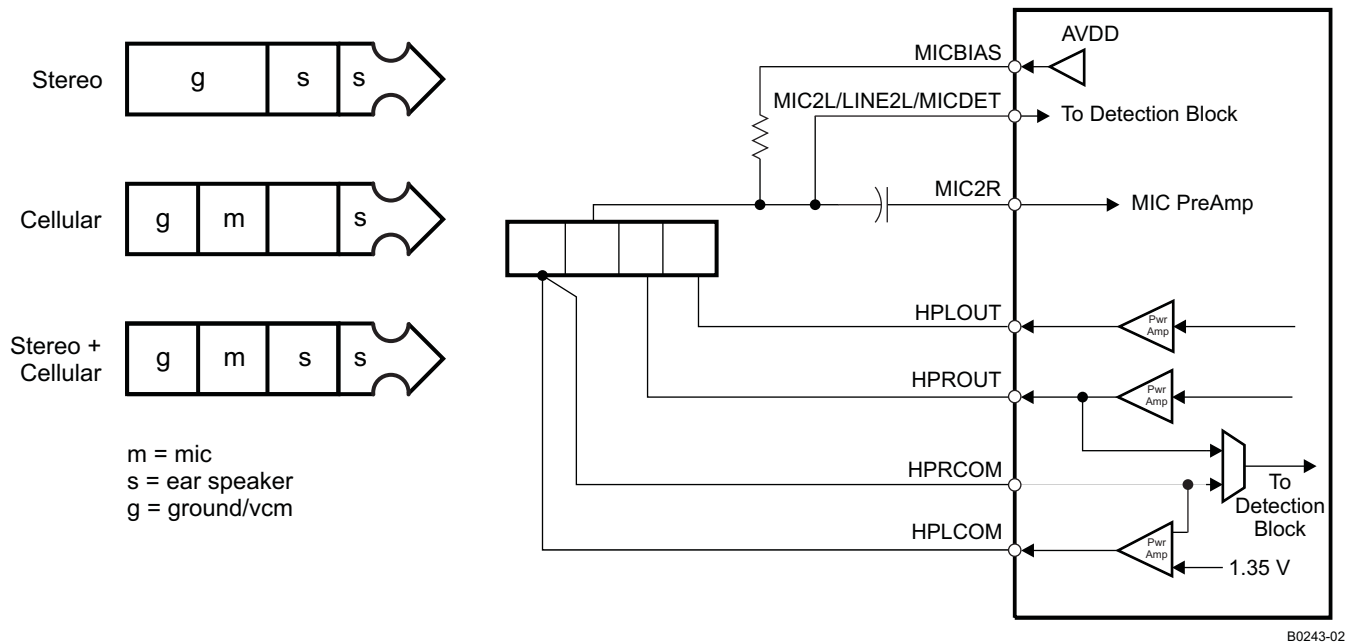 Stereo
g s s
Cellular
g m s
Stereo +
Cellular
g m s s
m = mic
s = ear speaker
g = ground/vcm
MICBIAS
AVDD
MIC2L/LINE2L/MICDET
To Detection Block
MIC2R
MIC PreAmp
HPLOUT
Pwr
Amp
HPROUT
Pwr
Amp
HPRCOM
To
Detection
Block
HPLCOM
Pwr
Amp
1.35 V
B0243-02